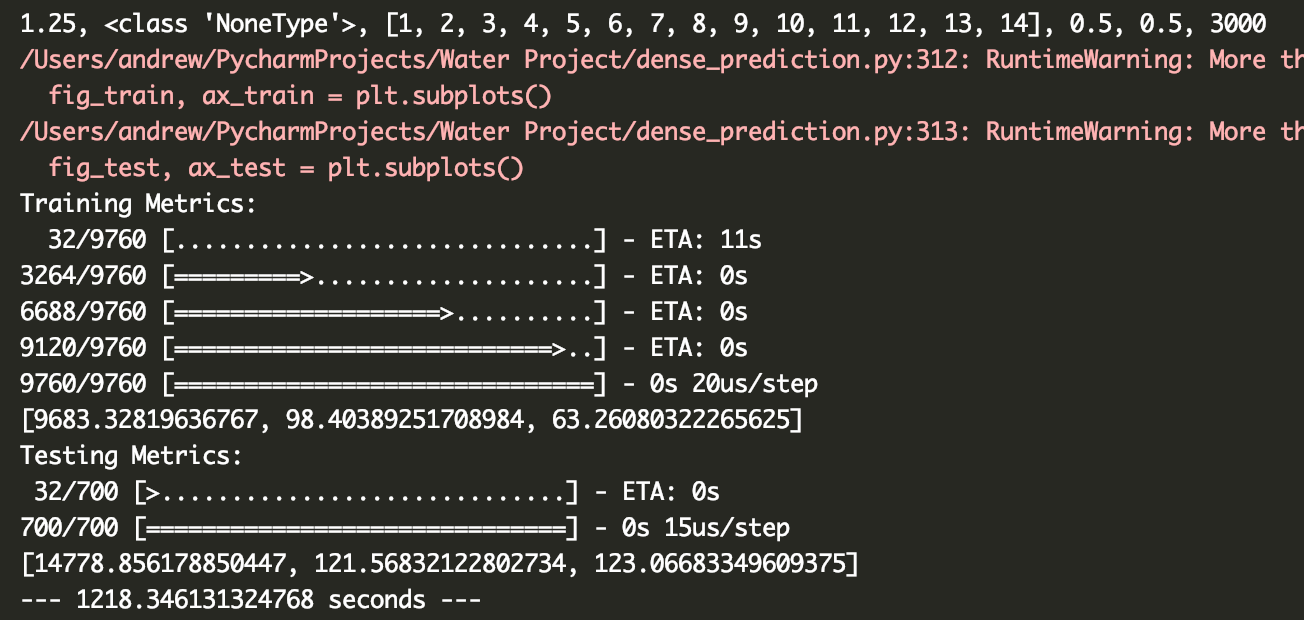 1.25, <class 'NoneType'>, [1, 2, 3, 4, 5, 6, 7, 8, 9, 10, 11, 12, 13, 14], 0.5, 0.5, 3000
/Users/andrew/PycharmProjects/Water Project/dense_prediction.py:312: RuntimeWarning: More th
  fig_train, ax_train = plt.subplots()
/Users/andrew/PycharmProjects/Water Project/dense_prediction.py:313: RuntimeWarning: More th
  fig_test, ax_test = plt.subplots()
Training Metrics:
  32/9760 [..............................] - ETA: 11s
3264/9760 [=========>....................] - ETA: 0s
6688/9760 [===================>..........] - ETA: 0s
9120/9760 [===========================>..] - ETA: 0s
9760/9760 [==============================] - 0s 20us/step
[9683.32819636767, 98.40389251708984, 63.26080322265625]
Testing Metrics:
 32/700 [>.............................] - ETA: 0s
700/700 [==============================] - 0s 15us/step
[14778.856178850447, 121.56832122802734, 123.06683349609375]
--- 1218.346131324768 seconds ---